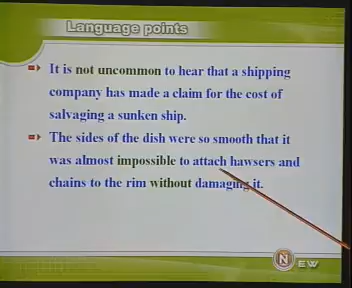 Language points
It is not uncommon to hear that a shipping
company has made a claim for the cost of
salvaging a sunken ship.
The sides of the dish were so smooth that it
was almost impossible to attach hawsers and
chains to the rim without damaging it.
N EW